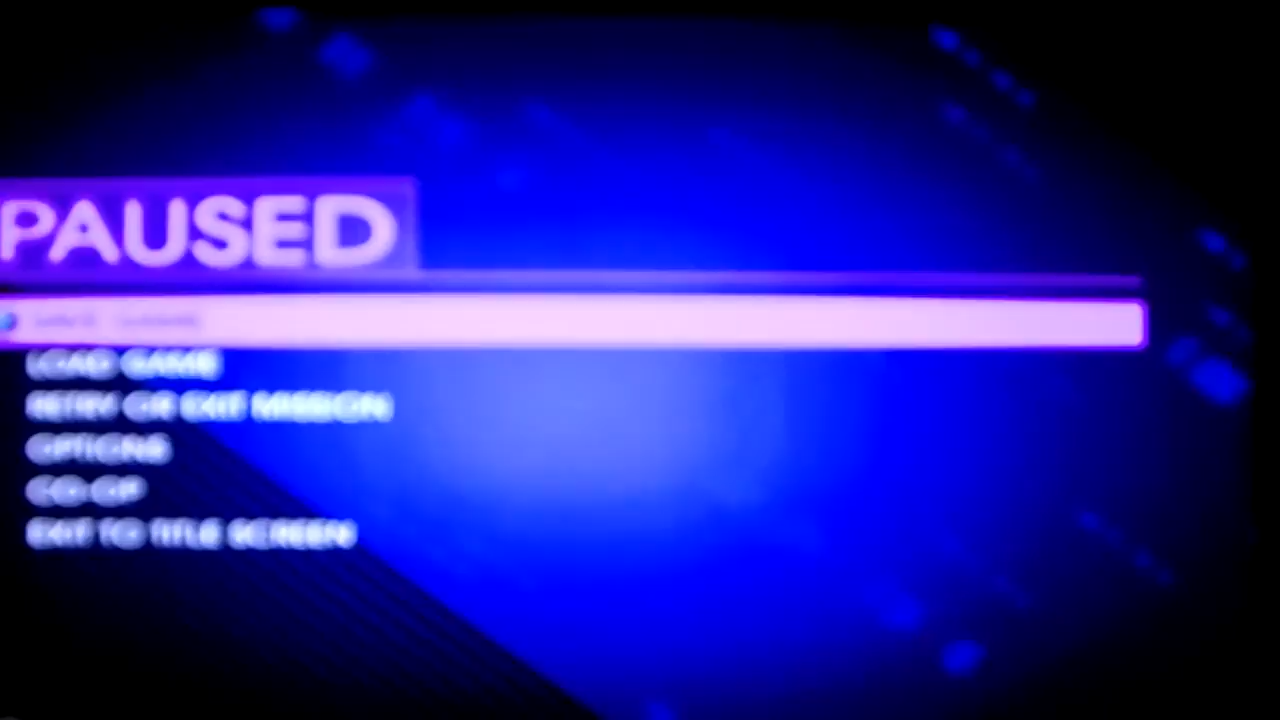 PAUSED
LOAD GAME
RETRY OR EXIT MISSION
OPTIONS
CO-OP
EXIT TO TITLE SCREEN